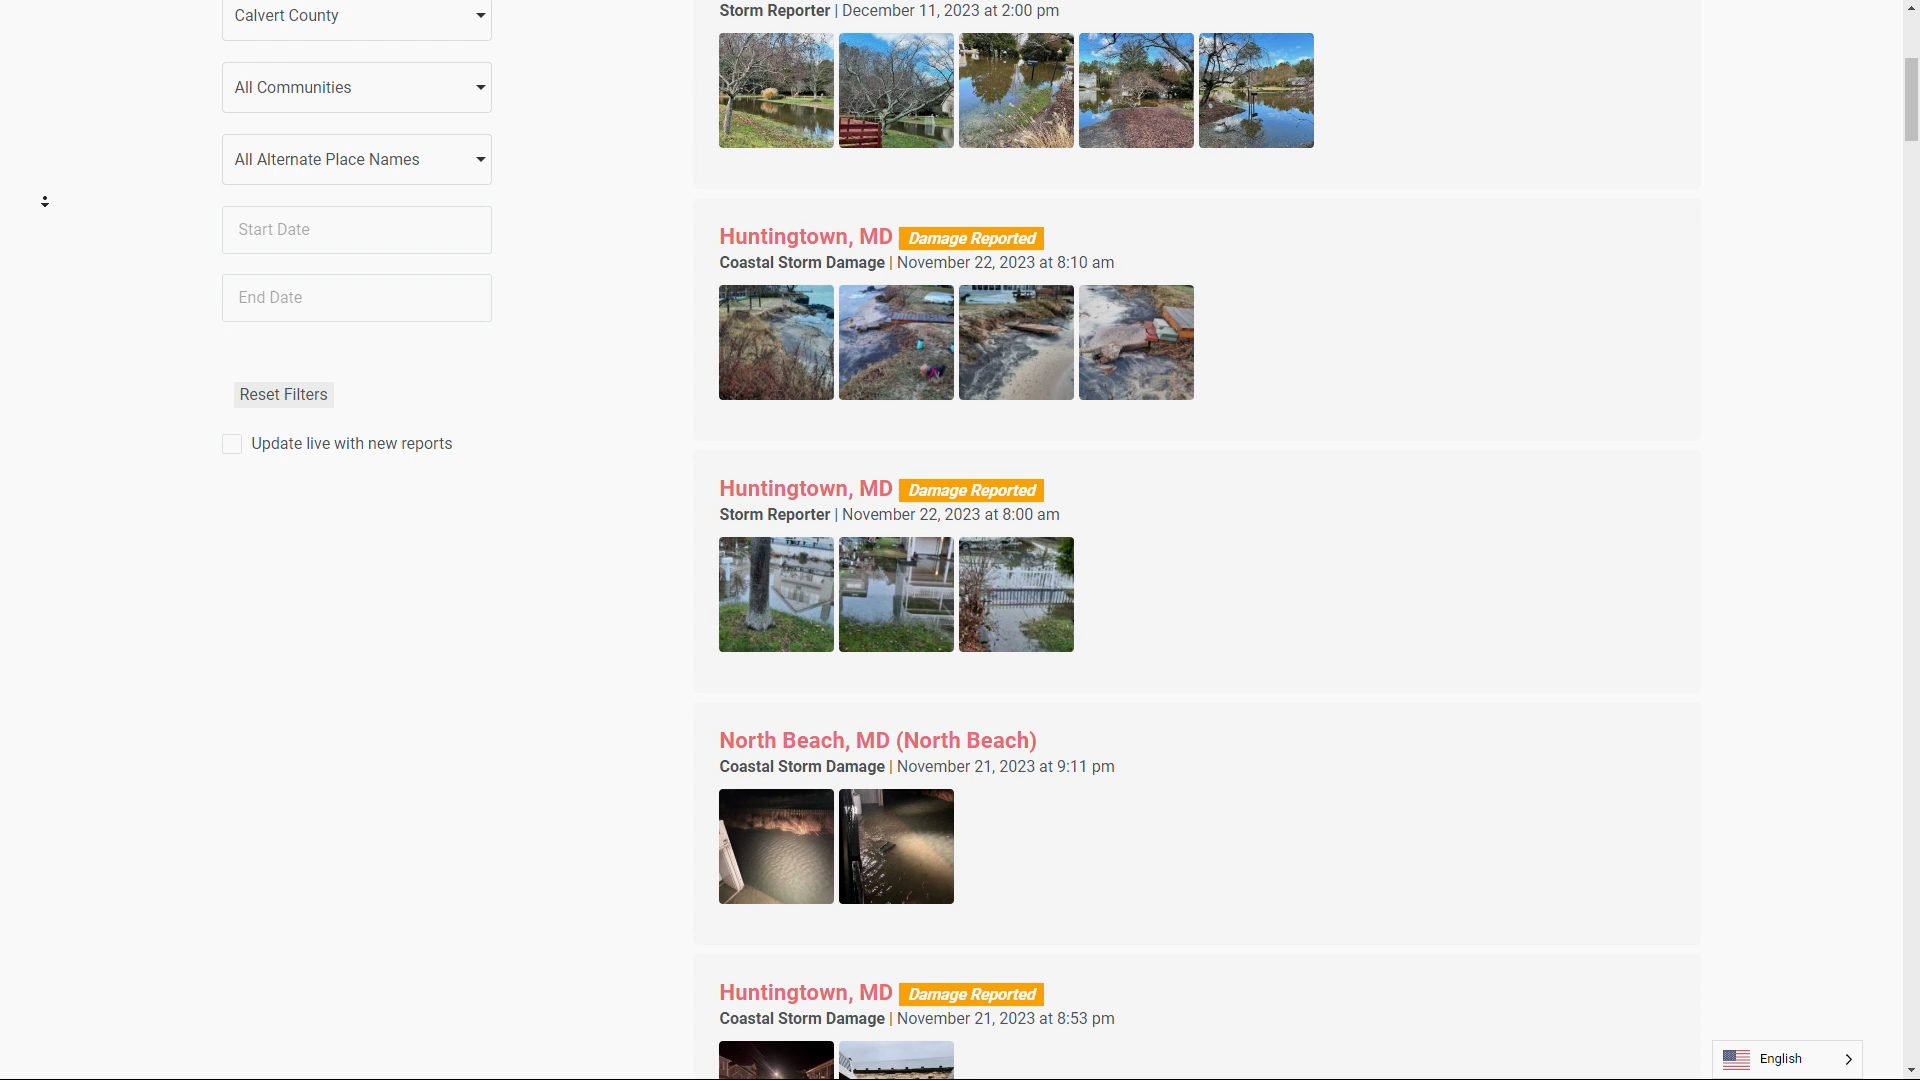 Calvert County
All Communities
All Alternate Place Names
Start Date
End Date
Reset Filters
Update live with new reports
Storm Reporter | December 11, 2023 at 2:00 pm
Huntingtown, MD Damage Reported
Coastal Storm Damage | November 22, 2023 at 8:10 am
Huntingtown, MD Damage Reported
Storm Reporter | November 22, 2023 at 8:00 am
North Beach, MD (North Beach)
Coastal Storm Damage | November 21, 2023 at 9:11 pm
Huntingtown, MD Damage Reported
Coastal Storm Damage | November 21, 2023 at 8:53 pm
English